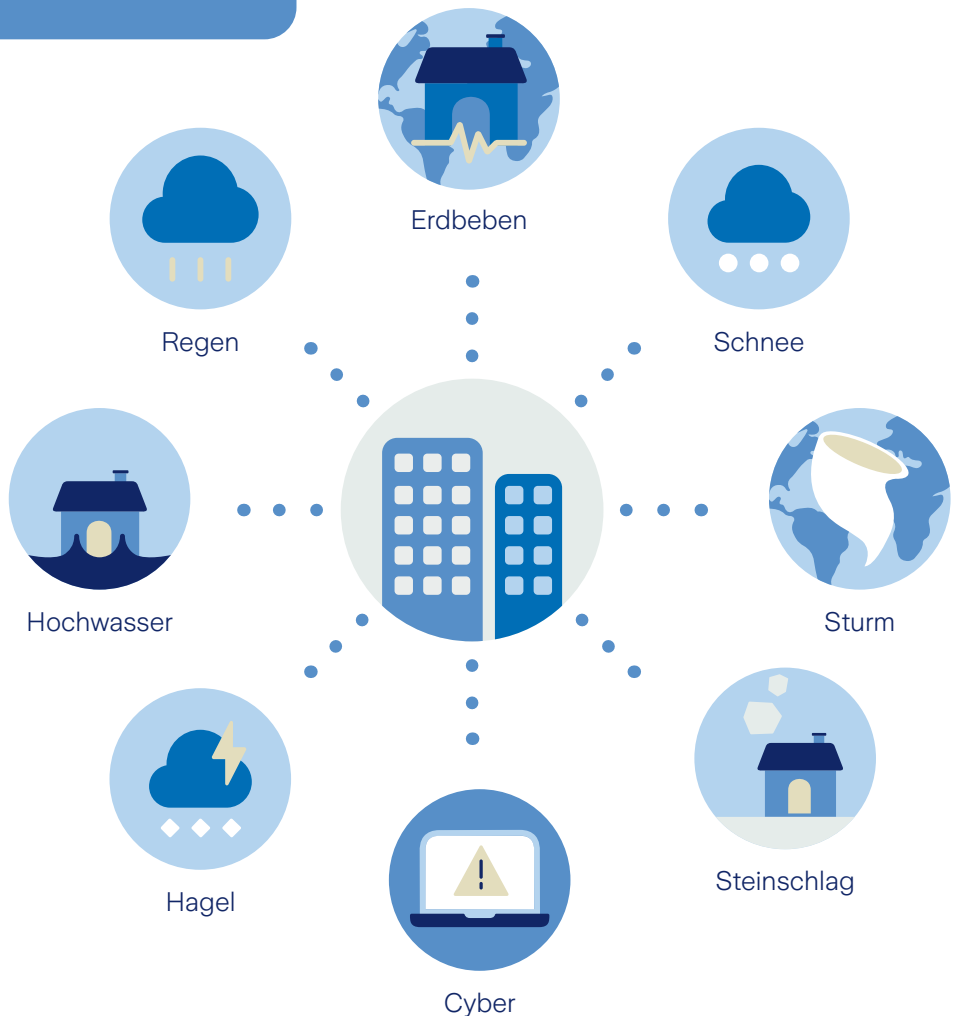 Erdbeben
Regen
Schnee
Hochwasser
Sturm
Steinschlag
Hagel
Cyber